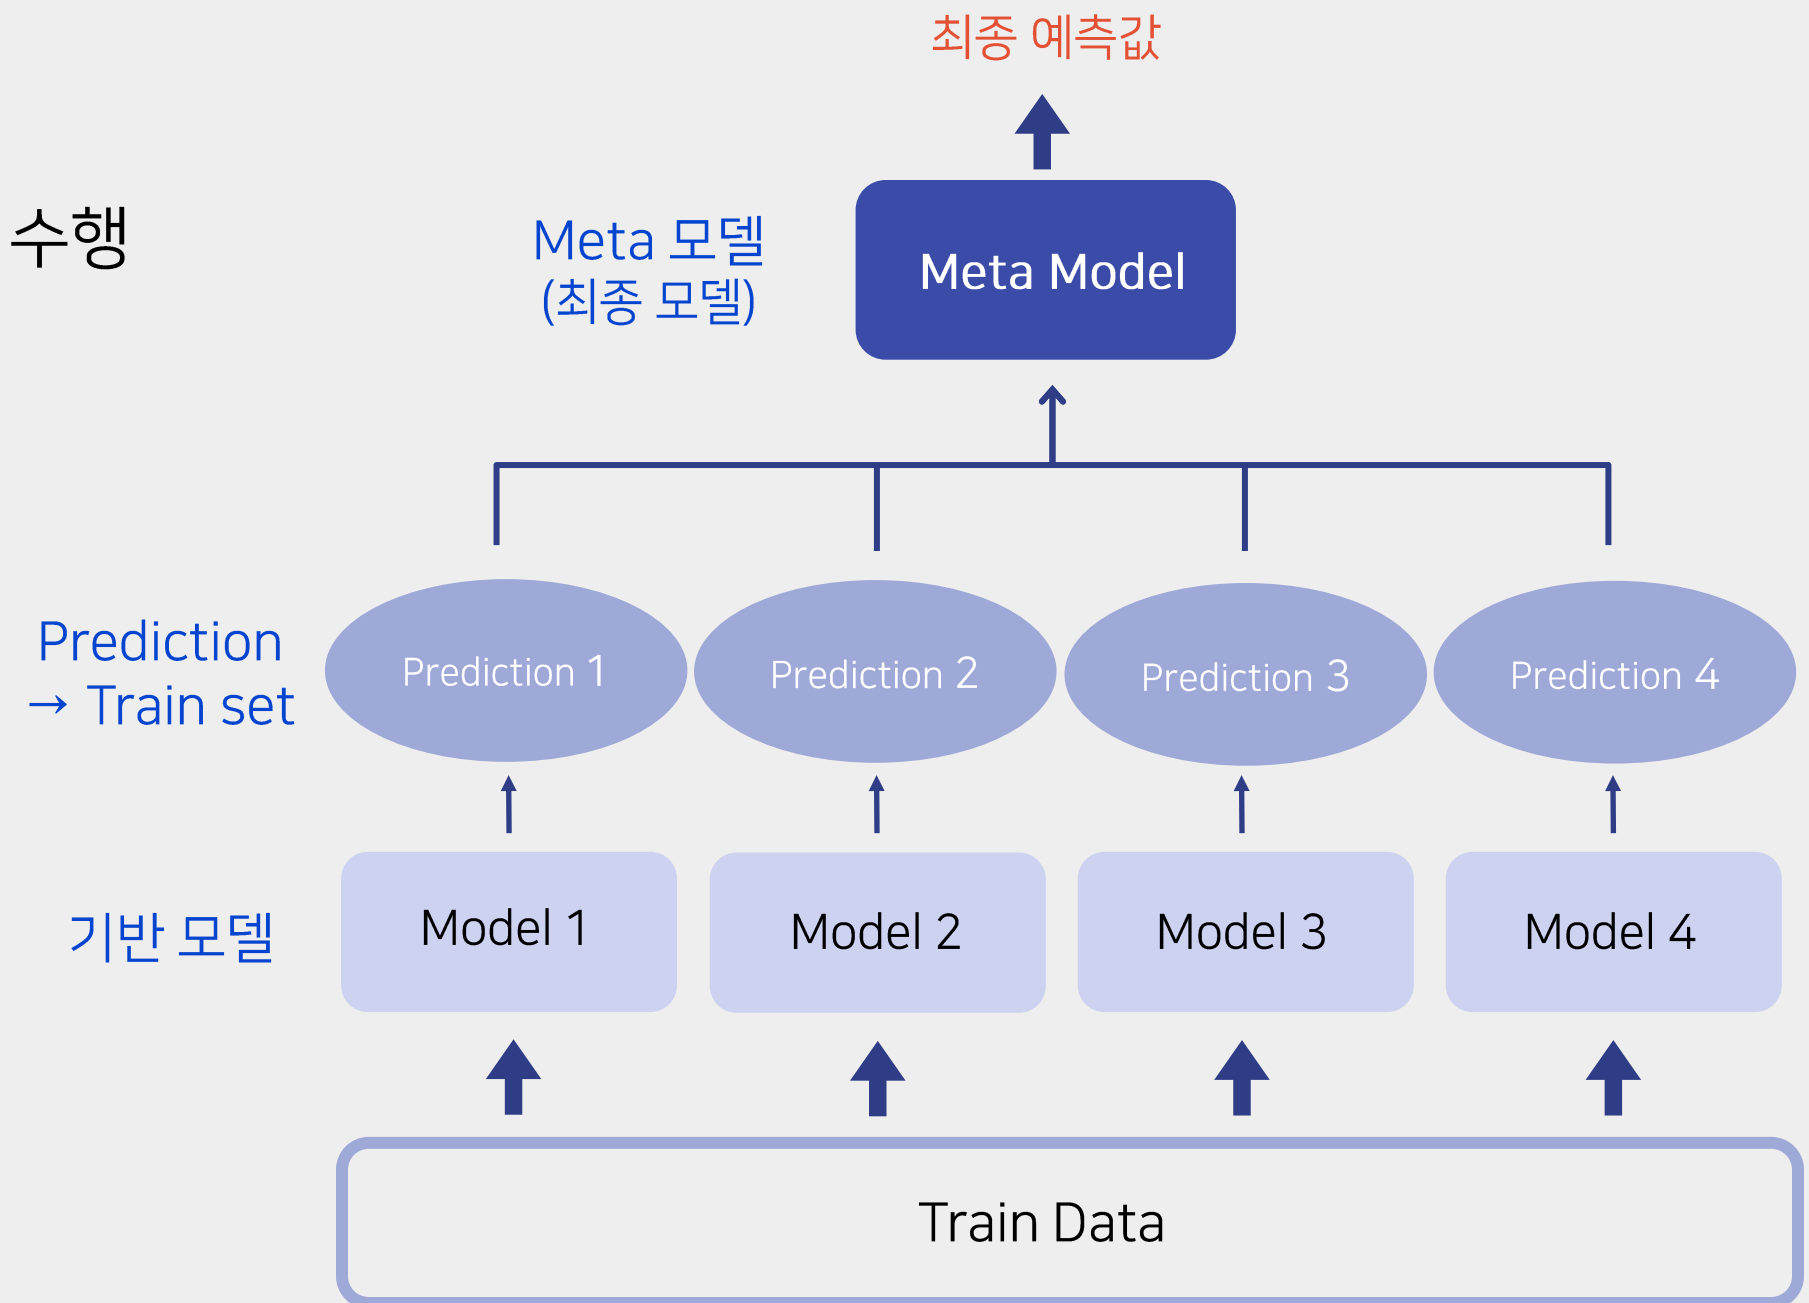 최종 예측값
수행
Meta 모델
(최종 모델)
Meta Model
Prediction
→ Train set
Prediction 1
Prediction 2
Prediction 3
Prediction 4
기반 모델
Model 1
Model 2
Model 3
Model 4
Train Data